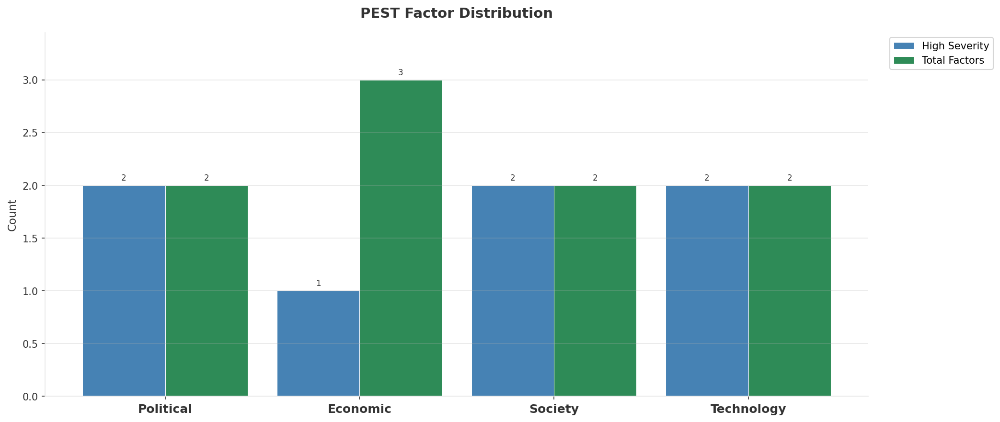 PEST Factor Distribution
High Severity
Total Factors
Count
3.0
2.5
2.0
1.5
1.0
0.5
0.0
2
2
1
3
2
2
2
2
Political
Economic
Society
Technology